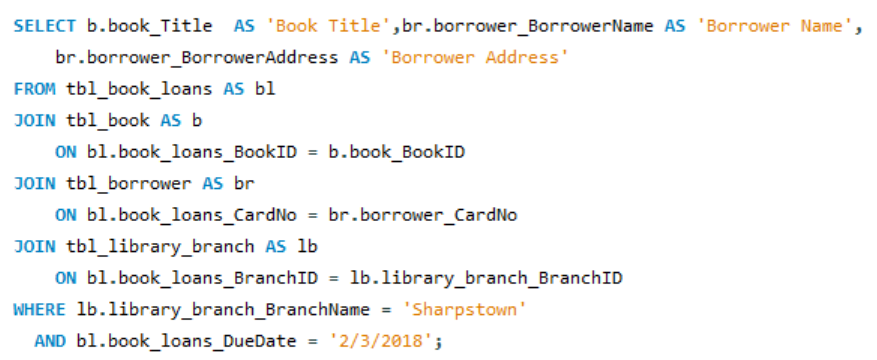 SELECT b.book_Title  AS 'Book Title',br.borrower_BorrowerName AS 'Borrower Name',
    br.borrower_BorrowerAddress AS 'Borrower Address'
FROM tbl_book_loans AS bl
JOIN tbl_book AS b
    ON bl.book_loans_BookID = b.book_BookID
JOIN tbl_borrower AS br
    ON bl.book_loans_CardNo = br.borrower_CardNo
JOIN tbl_library_branch AS lb
    ON bl.book_loans_BranchID = lb.library_branch_BranchID
WHERE lb.library_branch_BranchName = 'Sharpstown'
  AND bl.book_loans_DueDate = '2/3/2018';